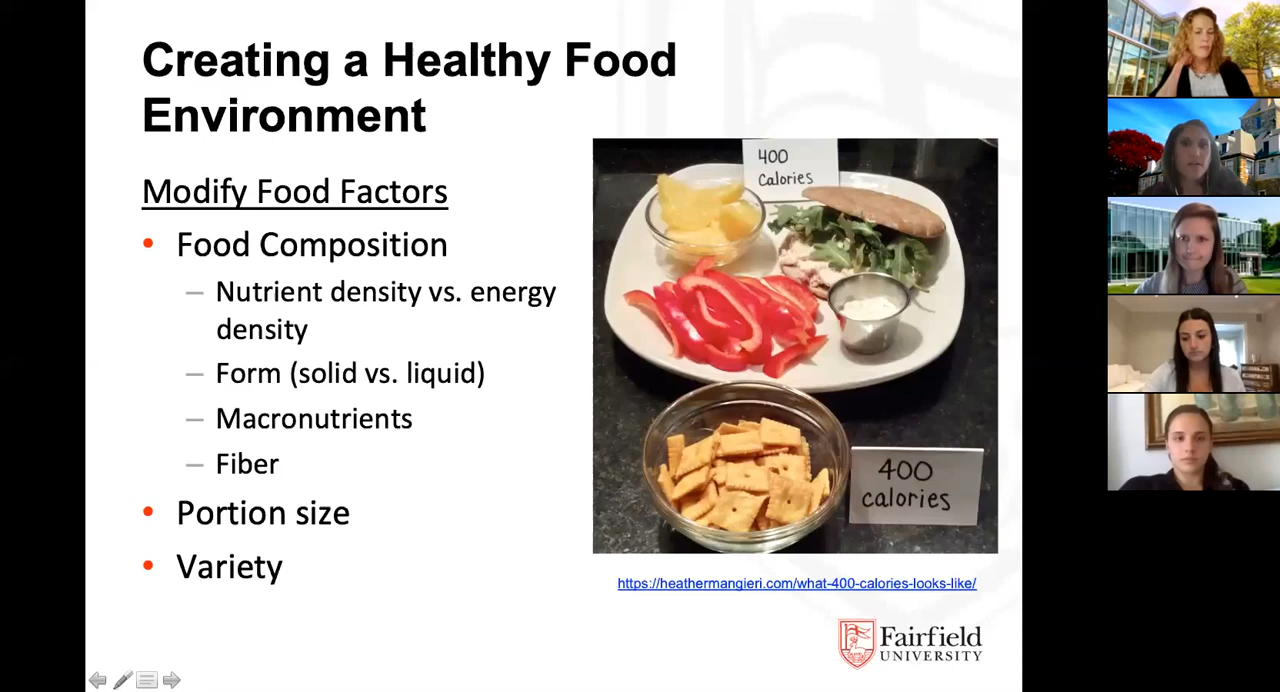 Creating a Healthy Food
Environment
Modify Food Factors
• Food Composition
– Nutrient density vs. energy
density
– Form (solid vs. liquid)
– Macronutrients
– Fiber
• Portion size
• Variety
400
Calories
400
calories
https://heathermangieri.com/what-400-calories-looks-like/
Fairfield
UNIVERSITY